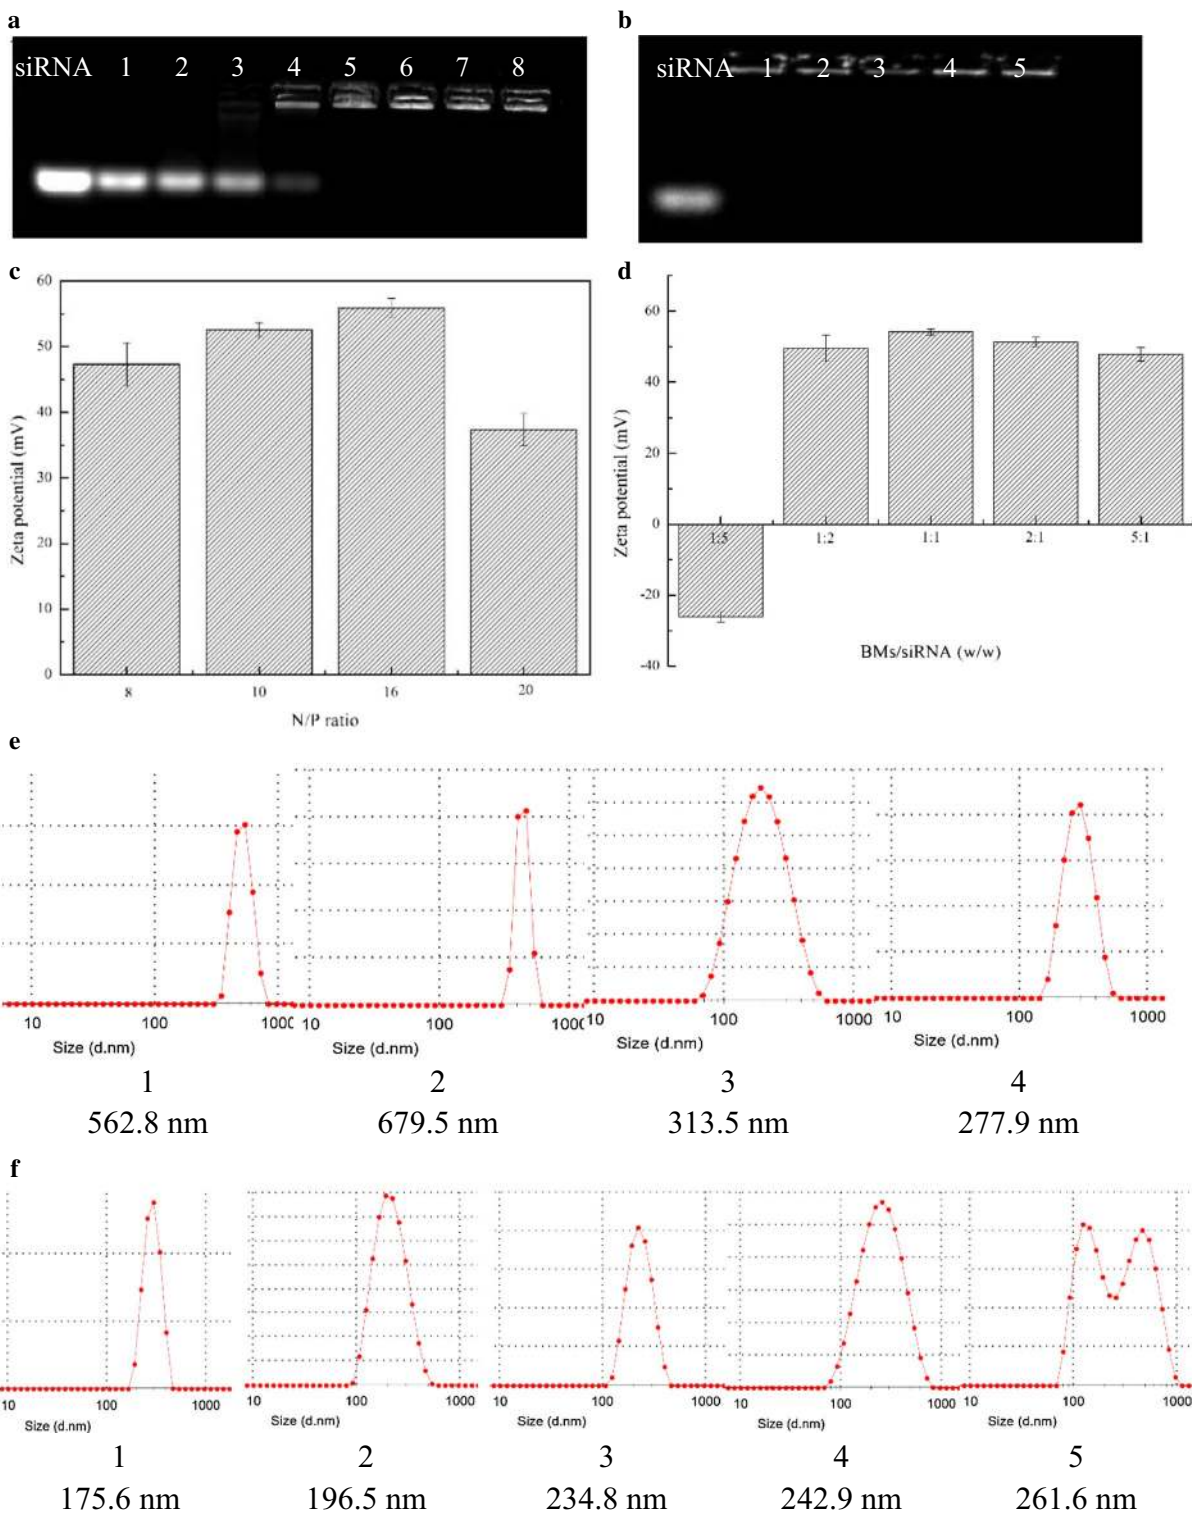 a
siRNA 1 2 3 4 5 6 7 8
b
siRNA 1 2 3 4 5
c
60
50
40
30
20
10
0
Zeta potential (mV)
8 10 16 20
N/P ratio
d
60
40
20
0
-20
-40
Zeta potential (mV)
1:5 1:2 1:1 2:1 5:1
BMs/siRNA (w/w)
e
10 100 1000 10 100 1000 10 100 1000 10 100 1000
Size (d.nm) Size (d.nm) Size (d.nm) Size (d.nm)
1 2 3 4
562.8 nm 679.5 nm 313.5 nm 277.9 nm
f
10 100 1000 10 100 1000 10 100 1000 10 100 1000 10 100 1000
Size (d.nm) Size (d.nm) Size (d.nm) Size (d.nm) Size (d.nm)
1 2 3 4 5
175.6 nm 196.5 nm 234.8 nm 242.9 nm 261.6 nm